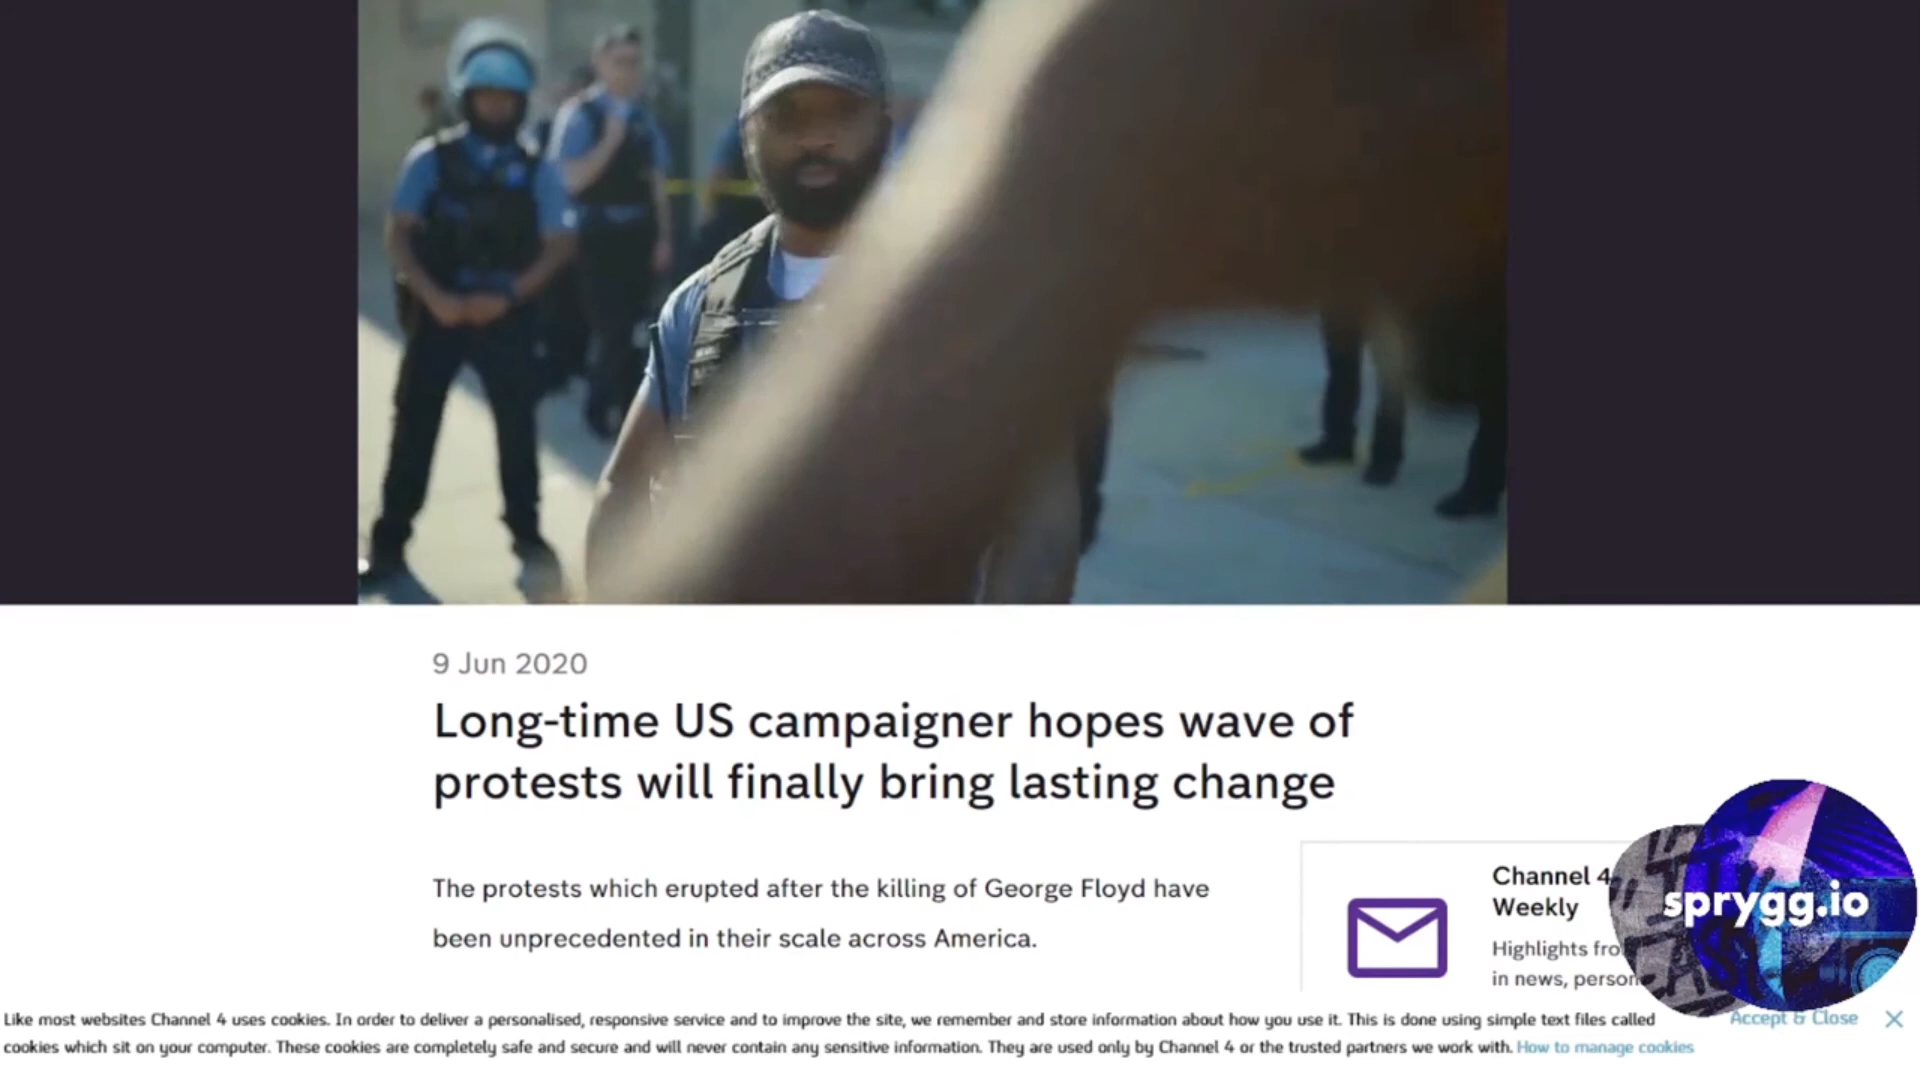 9 Jun 2020
Long-time US campaigner hopes wave of
protests will finally bring lasting change
The protests which erupted after the killing of George Floyd have
been unprecedented in their scale across America.
Channel 4
Weekly
Highlights
in news,
sprygg.io
Like most websites Channel 4 uses cookies. In order to deliver a personalised, responsive service and to improve the site, we remember and store information about how you use it. This is done using simple text files called
cookies which sit on your computer. These cookies are completely safe and secure and will never contain any sensitive information. They are used only by Channel 4 or the trusted partners we work with. How to manage cookies
Accept & Close